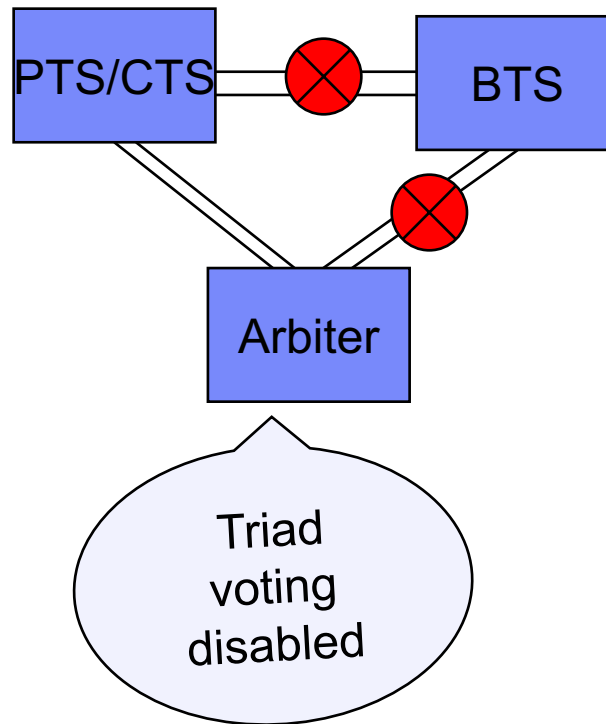 PTS/CTS
BTS
Arbiter
Triad
voting
disabled